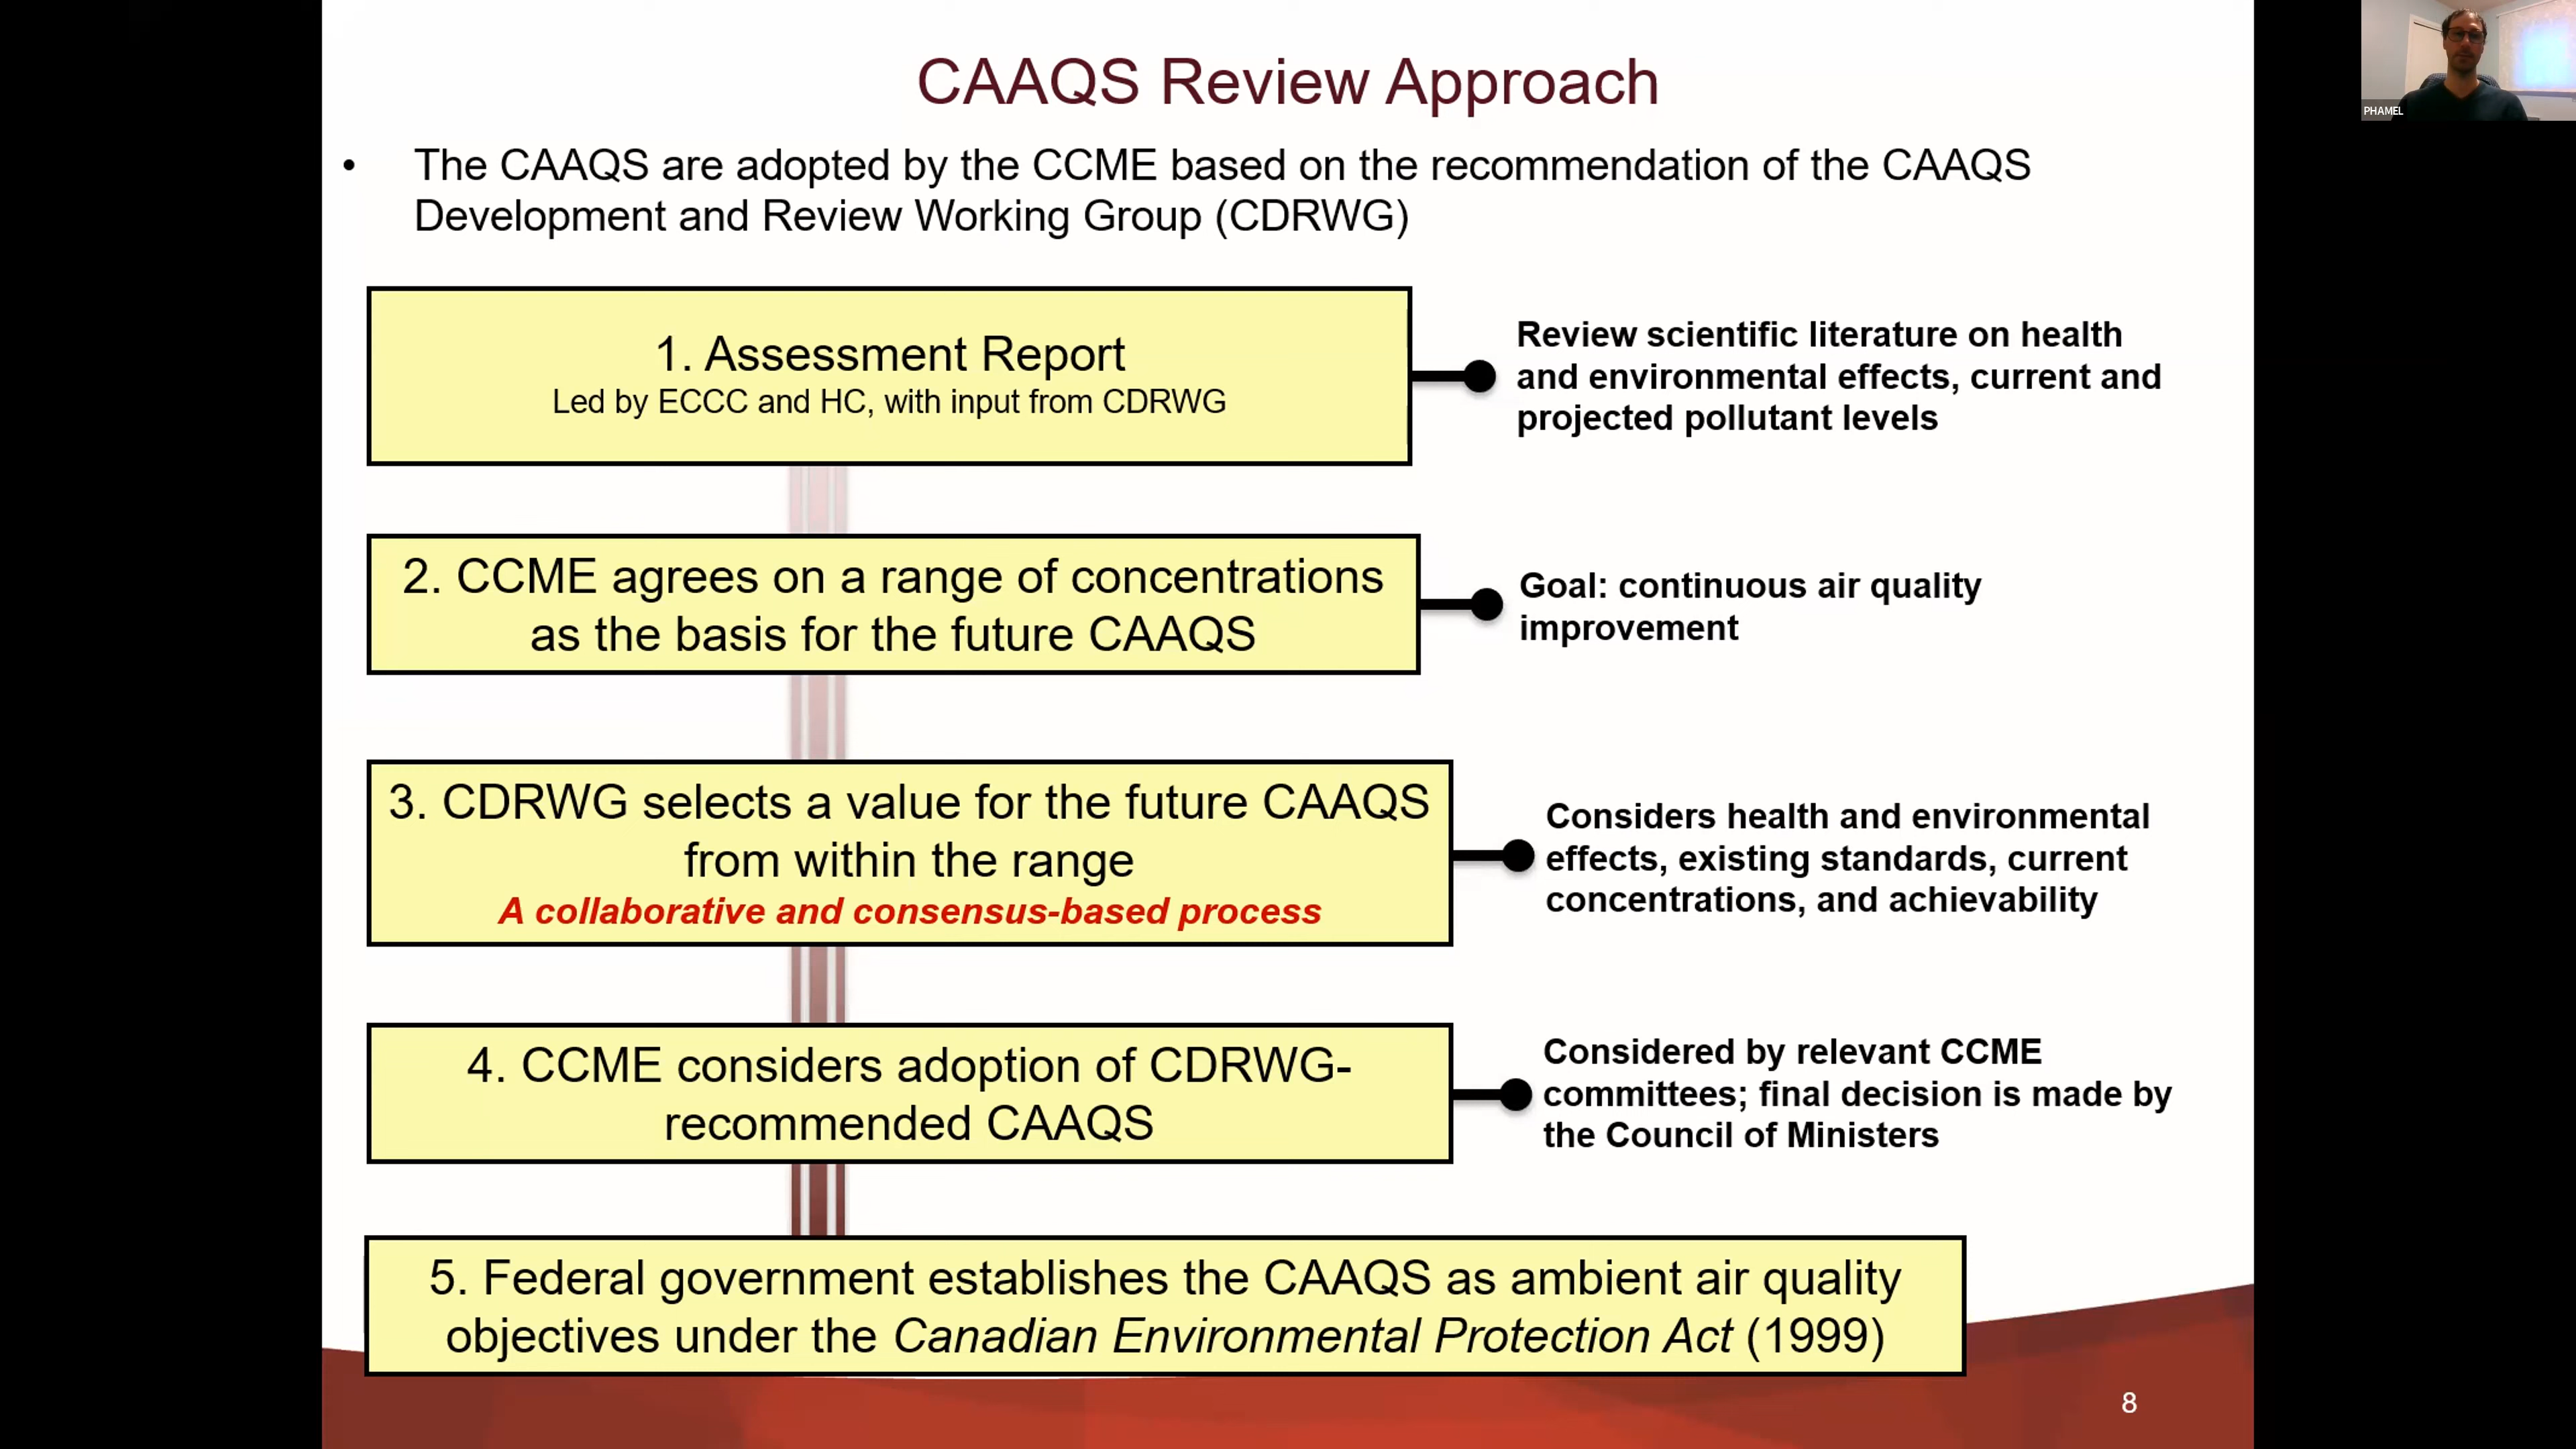 CAAQS Review Approach
PHAMEL
• The CAAQS are adopted by the CCME based on the recommendation of the CAAQS
Development and Review Working Group (CDRWG)
1. Assessment Report
Led by ECCC and HC, with input from CDRWG
Review scientific literature on health
and environmental effects, current and
projected pollutant levels
2. CCME agrees on a range of concentrations
as the basis for the future CAAQS
Goal: continuous air quality
improvement
3. CDRWG selects a value for the future CAAQS
from within the range
A collaborative and consensus-based process
Considers health and environmental
effects, existing standards, current
concentrations, and achievability
4. CCME considers adoption of CDRWG-
recommended CAAQS
Considered by relevant CCME
committees; final decision is made by
the Council of Ministers
5. Federal government establishes the CAAQS as ambient air quality
objectives under the Canadian Environmental Protection Act (1999)
8